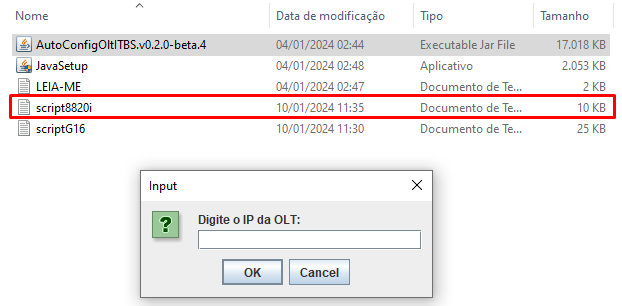 Nome Data de modificação Tipo Tamanho
AutoConfigOltITBS.v0.2.0-beta.4 04/01/2024 02:44 Executable Jar File 17.018 KB
JavaSetup 04/01/2024 02:48 Aplicativo 2.053 KB
LEIA-ME 04/01/2024 02:47 Documento de Te... 2 KB
script8820i 10/01/2024 11:35 Documento de Te... 10 KB
scriptG16 10/01/2024 11:30 Documento de Te... 25 KB
Input
Digite o IP da OLT:
OK Cancel